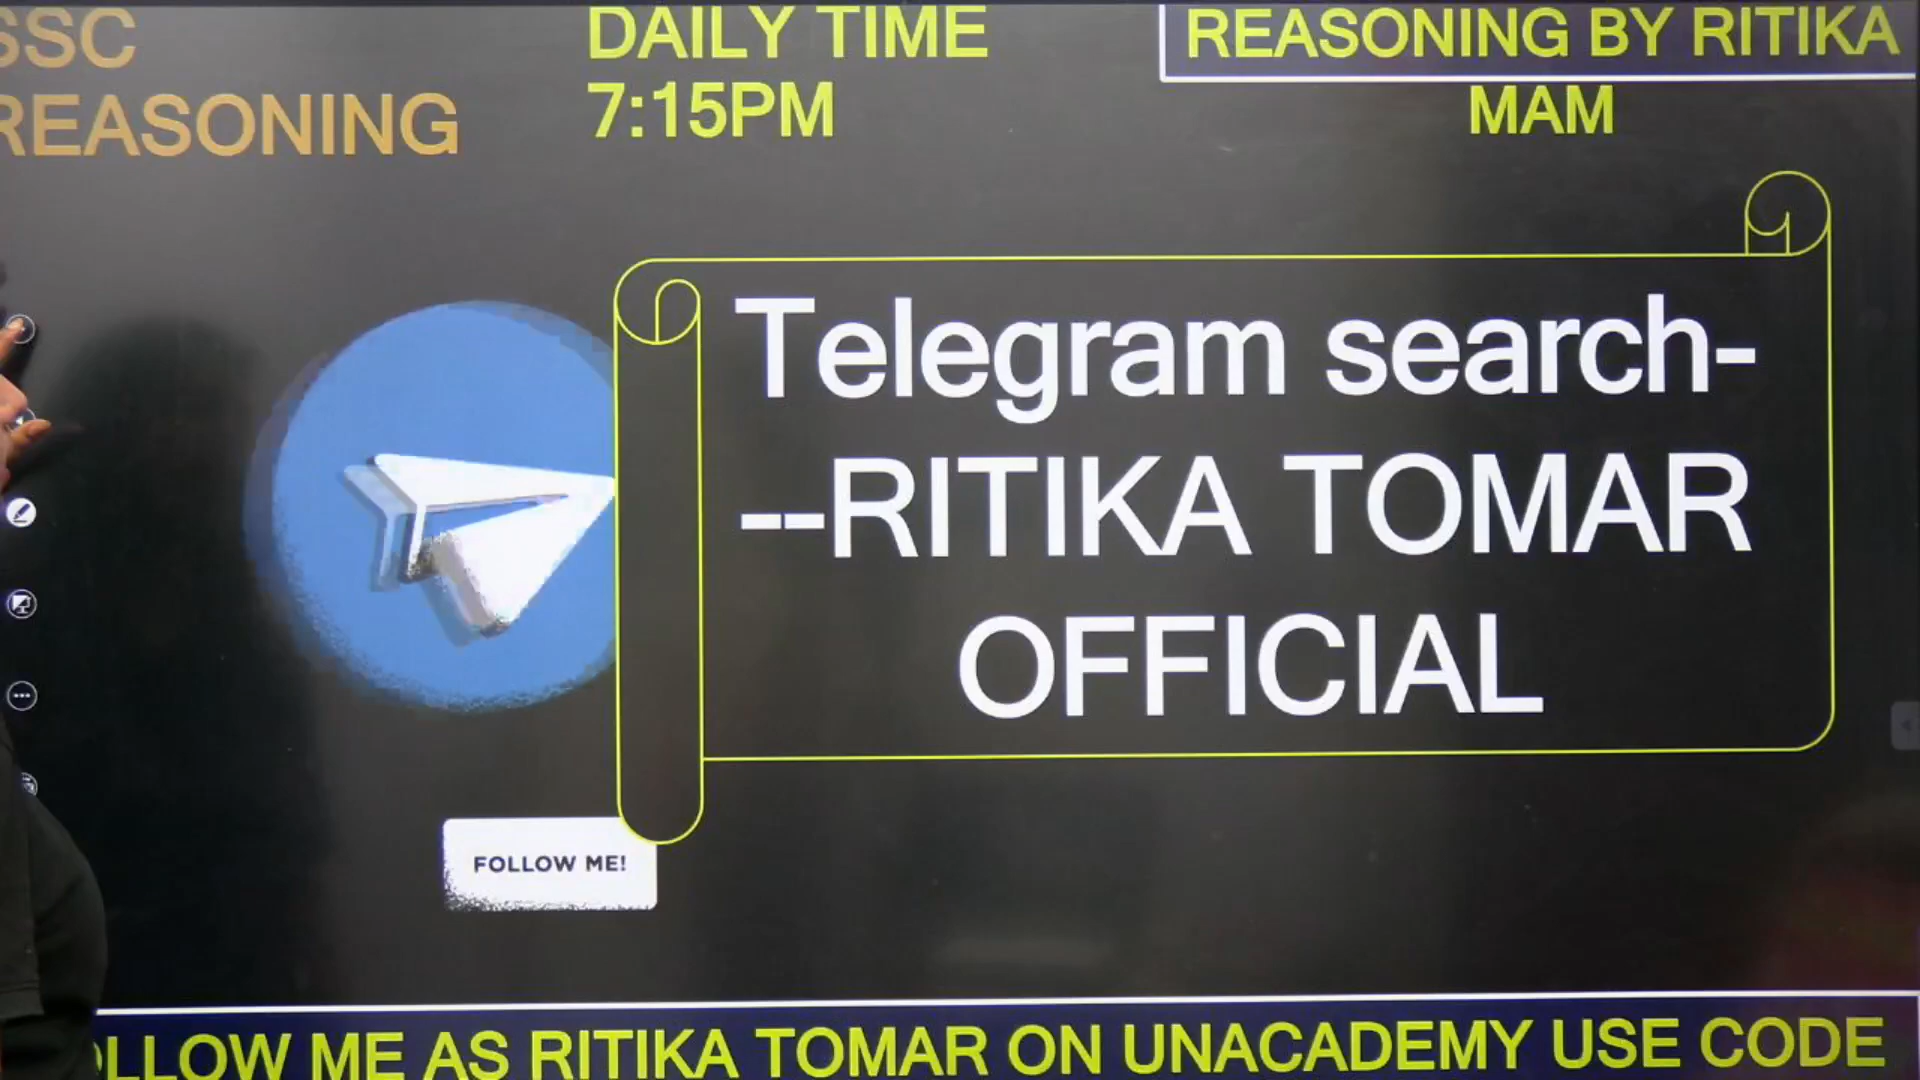 SSC
REASONING
DAILY TIME
7:15PM
REASONING BY RITIKA
MAM
Telegram search-
--RITIKA TOMAR
OFFICIAL
FOLLOW ME!
OLLOW ME AS RITIKA TOMAR ON UNACADEMY USE CODE